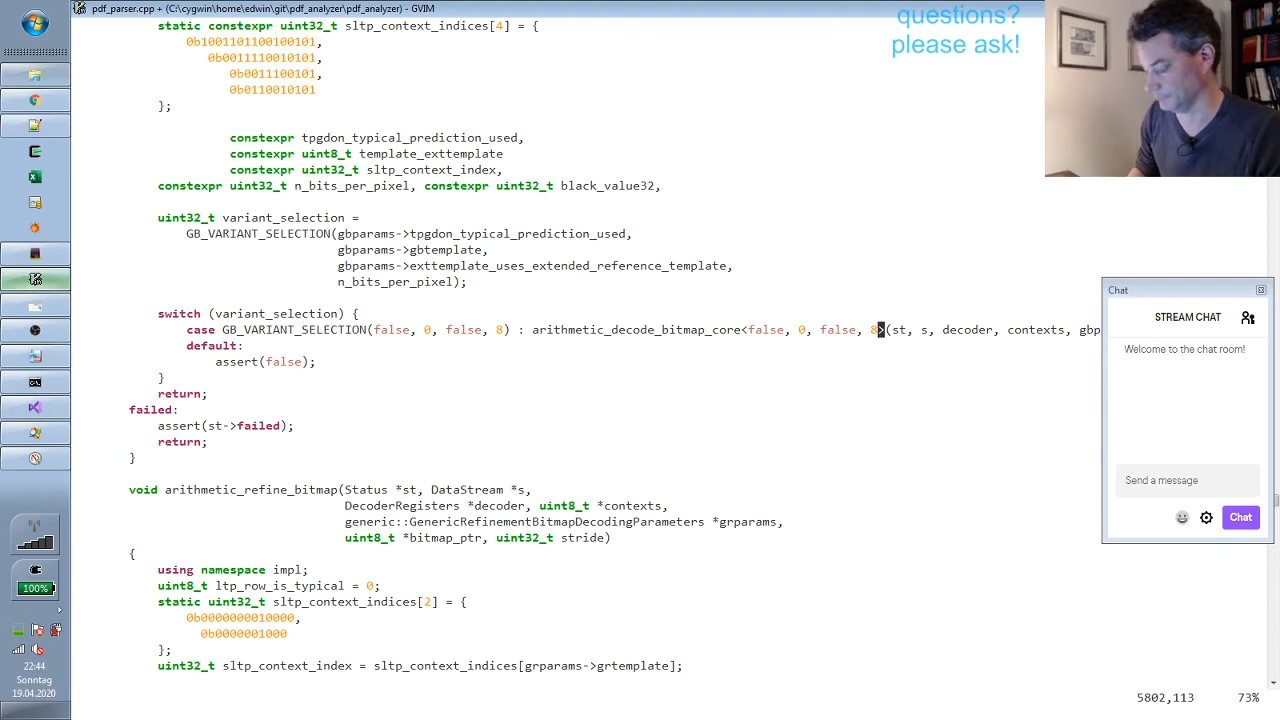 pdf_parser.cpp + (C:\cygwin\home\edwin\git\pdf_analyzer\pdf_analyzer) - GVIM
questions?
please ask!
static constexpr uint32_t sltp_context_indices[4] = {
0b1001101100100101,
0b0011110010101,
0b0011100101,
0b0110010101
};
constexpr tpgdon_typical_prediction_used,
constexpr uint8_t template_exttemplate
constexpr uint32_t sltp_context_index,
constexpr uint32_t n_bits_per_pixel, constexpr uint32_t black_value32,
uint32_t variant_selection =
GB_VARIANT_SELECTION(gbparams->tpgdon_typical_prediction_used,
gbparams->gbtemplate,
gbparams->exttemplate_uses_extended_reference_template,
n_bits_per_pixel);
switch (variant_selection) {
case GB_VARIANT_SELECTION(false, 0, false, 8) : arithmetic_decode_bitmap_core<false, 0, false, 8>(st, s, decoder, contexts, gbp
default:
assert(false);
}
return;
failed:
assert(st->failed);
return;
}
void arithmetic_refine_bitmap(Status *st, DataStream *s,
DecoderRegisters *decoder, uint8_t *contexts,
generic::GenericRefinementBitmapDecodingParameters *grparams,
uint8_t *bitmap_ptr, uint32_t stride)
{
using namespace impl;
uint8_t ltp_row_is_typical = 0;
static uint32_t sltp_context_indices[2] = {
0b0000000010000,
0b0000001000
};
uint32_t sltp_context_index = sltp_context_indices[grparams->grtemplate];
5802,113 73%
Chat
STREAM CHAT
Welcome to the chat room!
Send a message
Chat
100%
22:44
Sonntag
19.04.2020